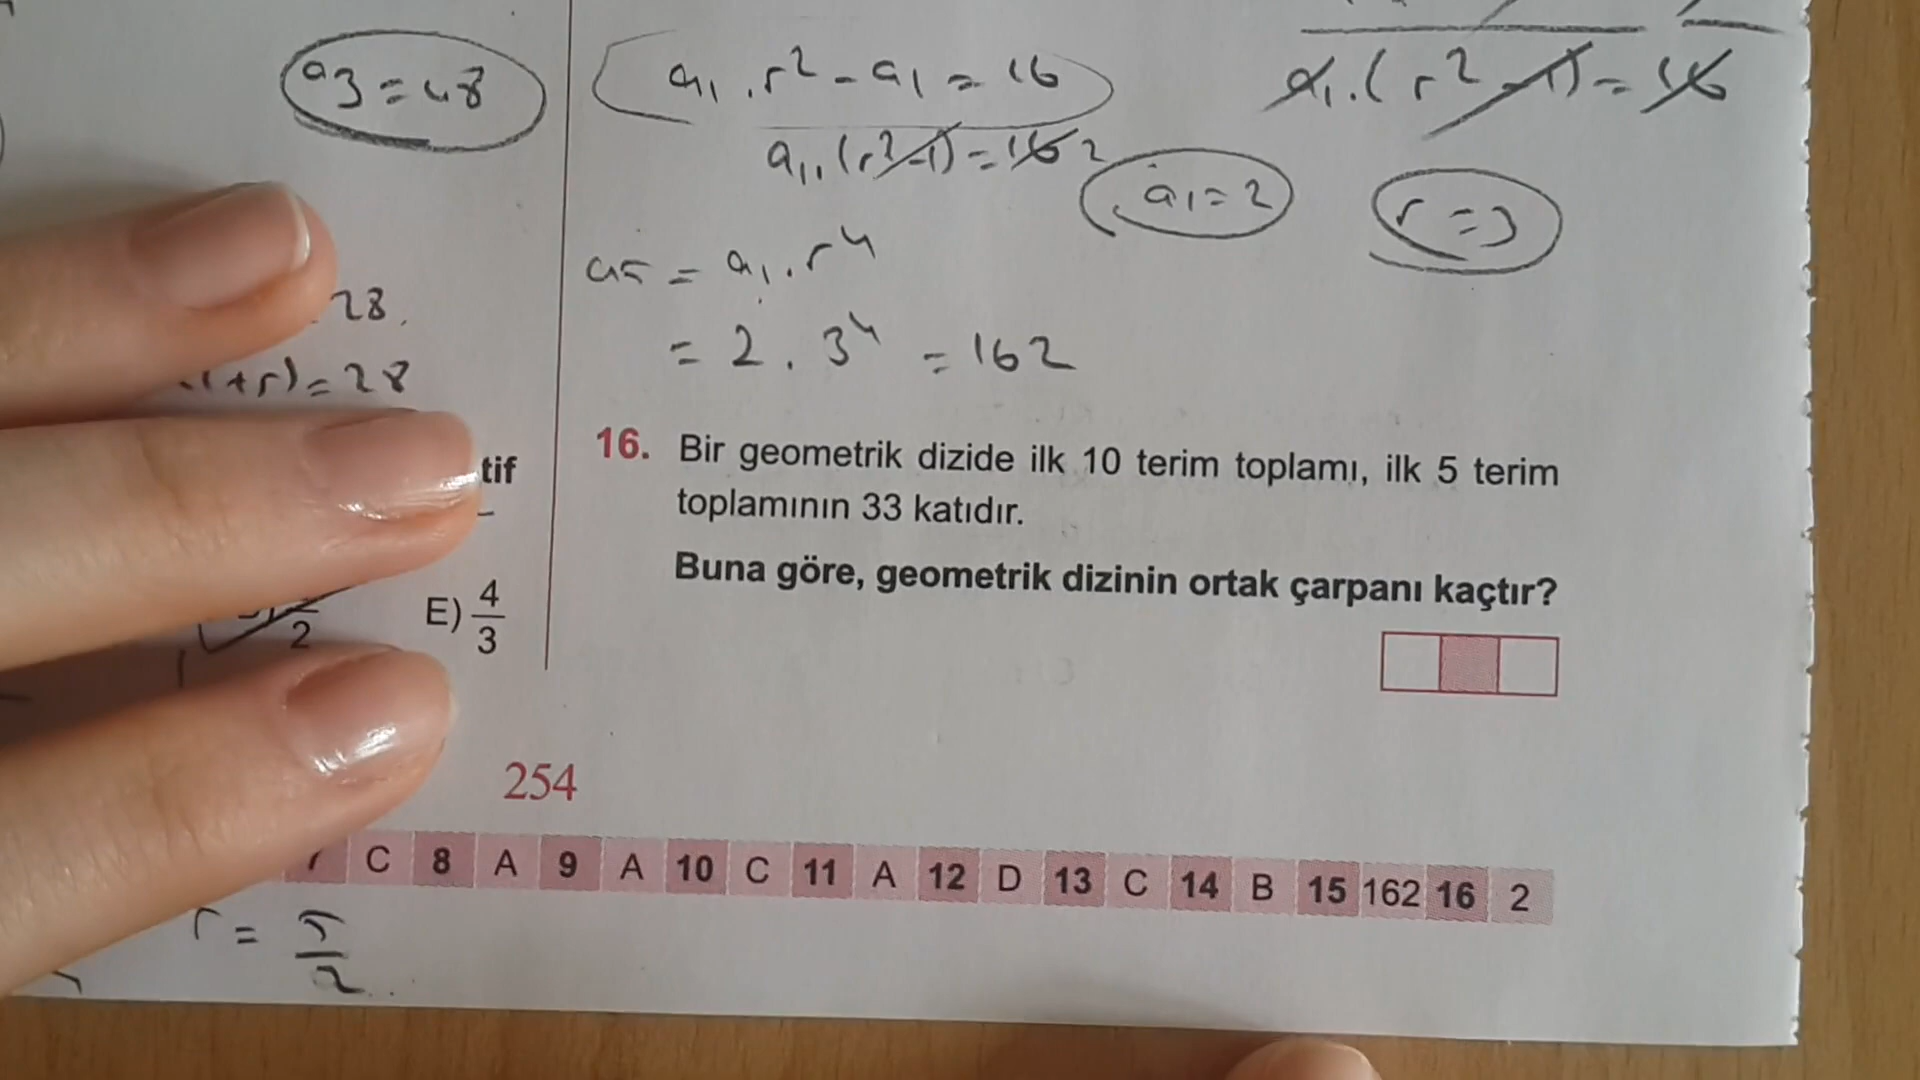 a3 = 48
28.
(1+r) = 28
tif
2
E) 4/3
a1 . r² - a1 = 16
a1 . (r² - 1) = 16 2
a1 = 2
a1 . (r² - 1) = 16
r = 3
a5 = a1 . r⁴
= 2 . 3⁴ = 162
16. Bir geometrik dizide ilk 10 terim toplamı, ilk 5 terim
toplamının 33 katıdır.
Buna göre, geometrik dizinin ortak çarpanı kaçtır?
254
7 C 8 A 9 A 10 C 11 A 12 D 13 C 14 B 15 162 16 2
r = 5/2